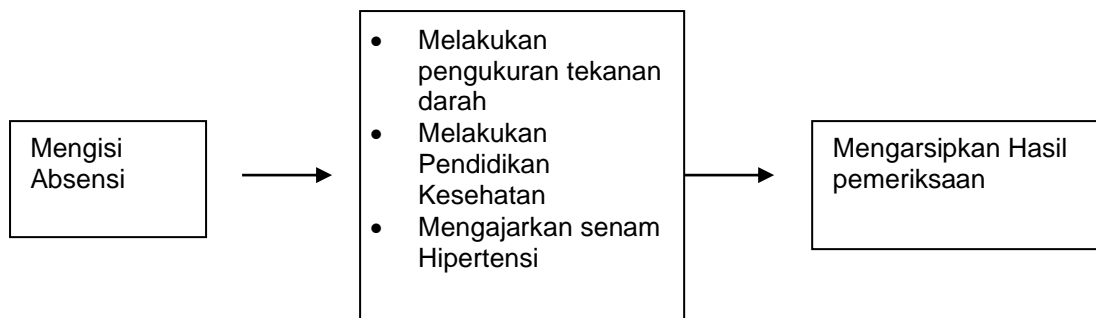 Mengisi
Absensi
• Melakukan
pengukuran tekanan
darah
• Melakukan
Pendidikan
Kesehatan
• Mengajarkan senam
Hipertensi
Mengarsipkan Hasil
pemeriksaan